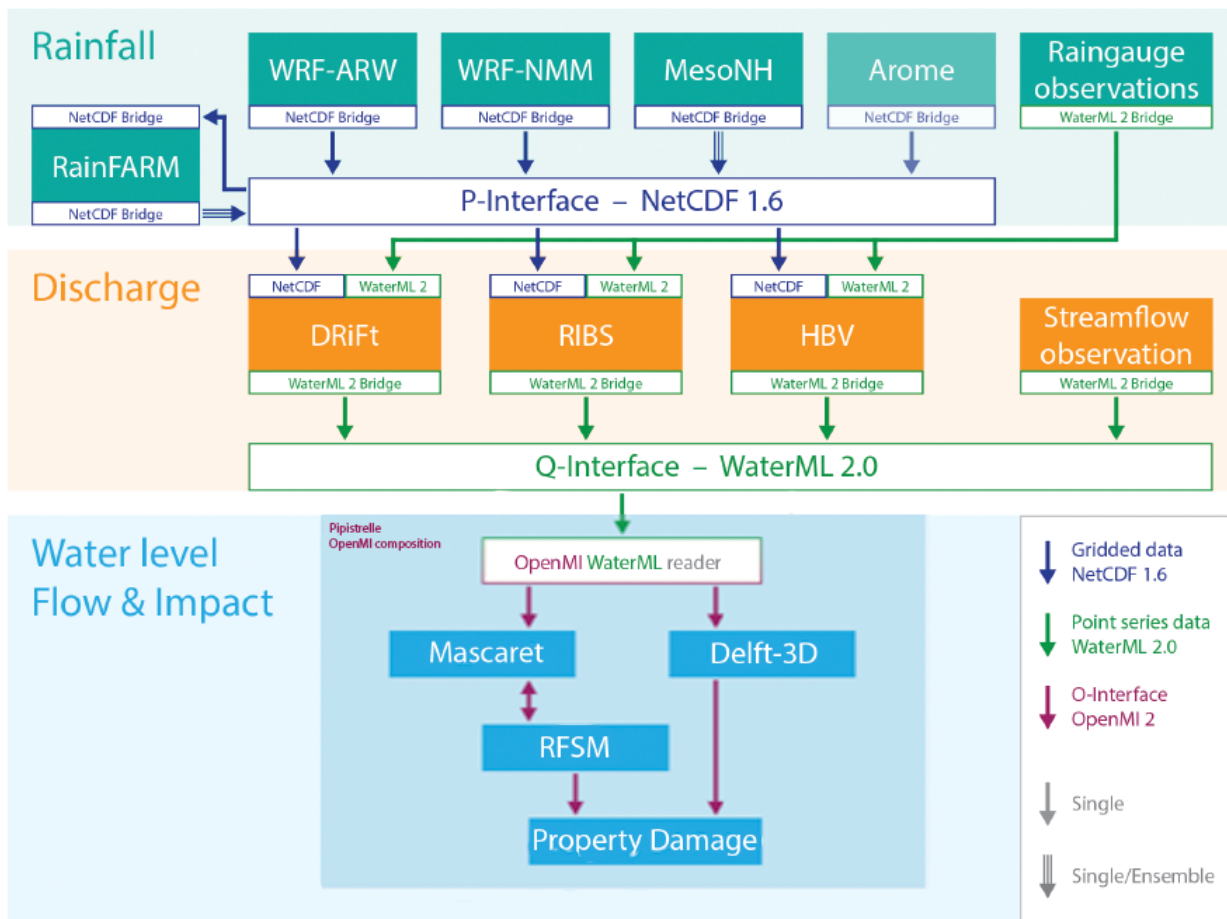 Rainfall
WRF-ARW
NetCDF Bridge
WRF-NMM
NetCDF Bridge
MesoNH
NetCDF Bridge
Arome
NetCDF Bridge
Raingauge
observations
WaterML 2 Bridge
NetCDF Bridge
RainFARM
NetCDF Bridge
P-Interface – NetCDF 1.6
Discharge
NetCDF
WaterML 2
DRiFt
WaterML 2 Bridge
NetCDF
WaterML 2
RIBS
WaterML 2 Bridge
NetCDF
WaterML 2
HBV
WaterML 2 Bridge
Streamflow
observation
WaterML 2 Bridge
Q-Interface – WaterML 2.0
Water level
Flow & Impact
Pipistrelle
OpenMI composition
OpenMI WaterML reader
Mascaret
Delft-3D
RFSM
Property Damage
Gridded data
NetCDF 1.6
Point series data
WaterML 2.0
O-Interface
OpenMI 2
Single
Single/Ensemble